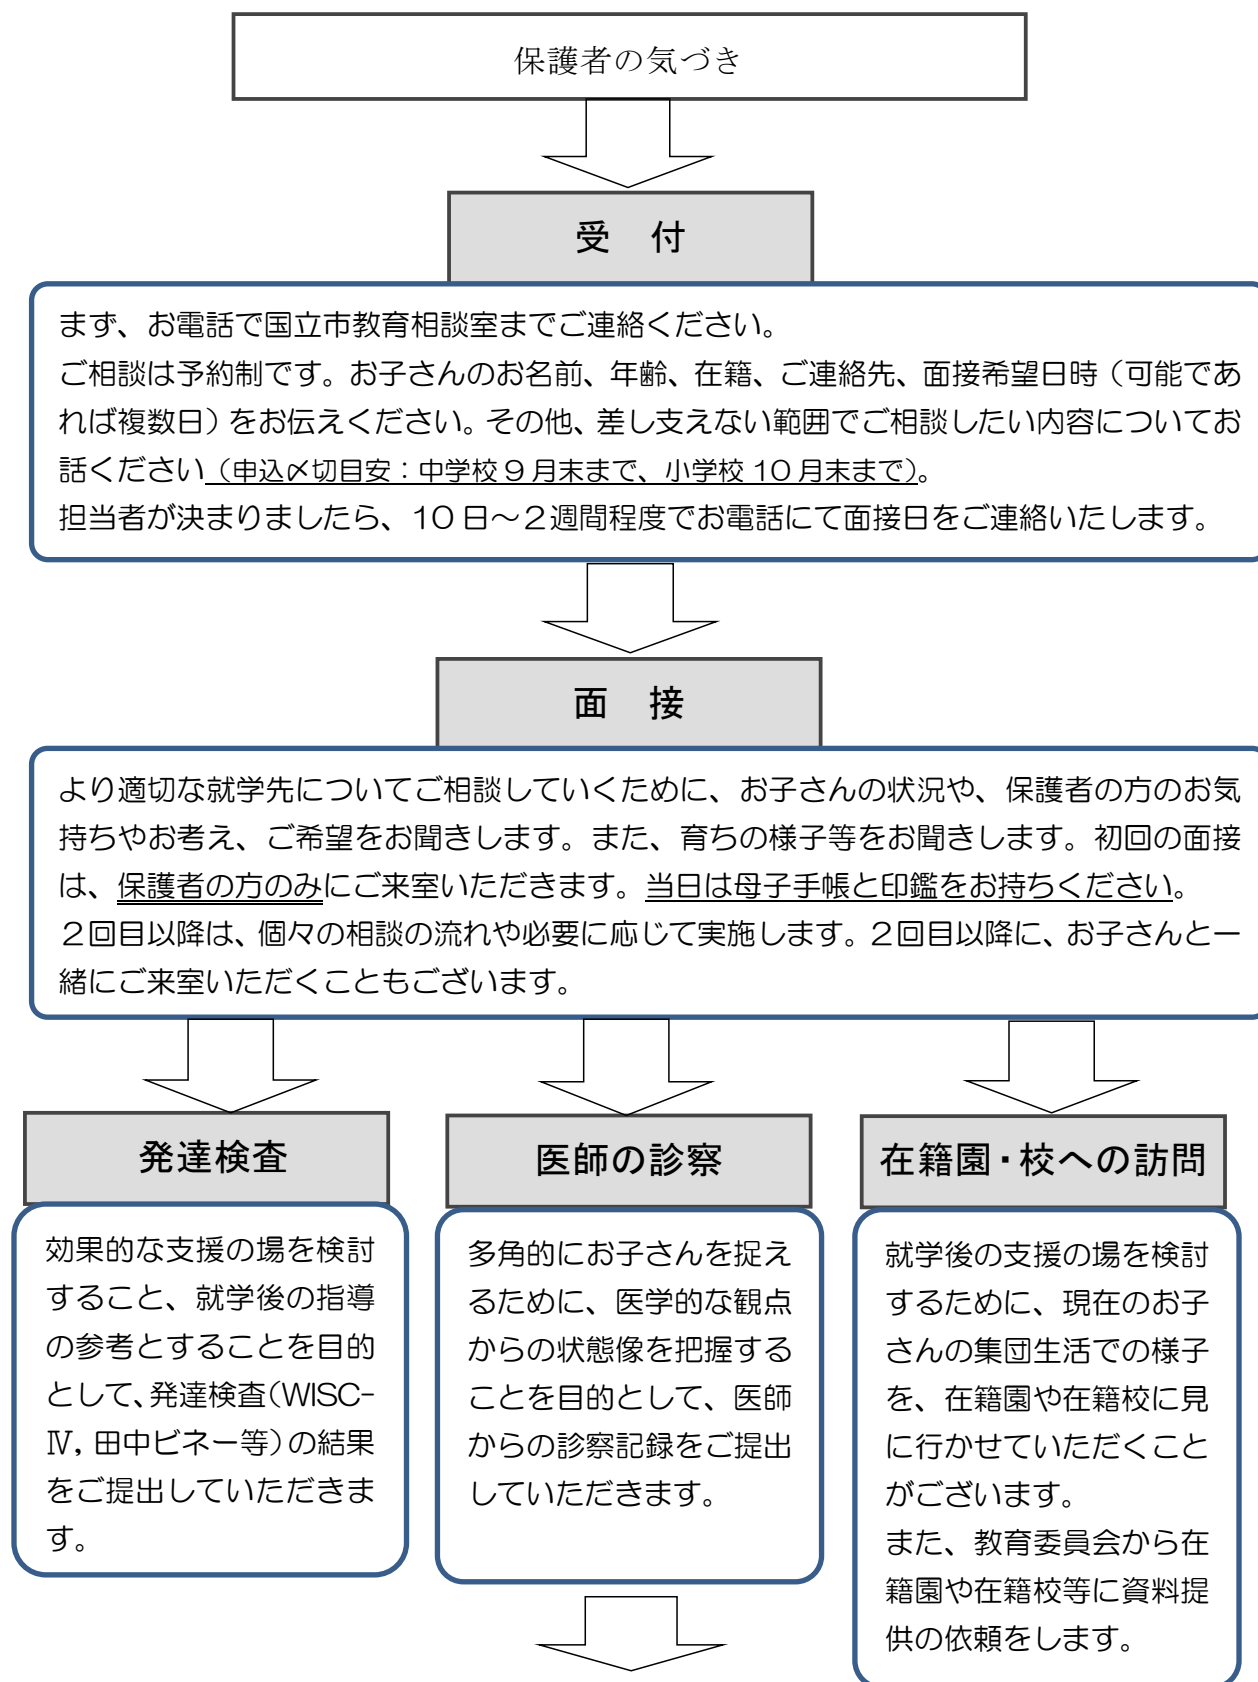 保護者の気づき
受　付
まず、お電話で国立市教育相談室までご連絡ください。
ご相談は予約制です。お子さんのお名前、年齢、在籍、ご連絡先、面接希望日時（可能であ
れば複数日）をお伝えください。その他、差し支えない範囲でご相談したい内容についてお
話ください（申込〆切目安：中学校９月末まで、小学校 10 月末まで）。
担当者が決まりましたら、10 日～２週間程度でお電話にて面接日をご連絡いたします。
面　接
より適切な就学先についてご相談していくために、お子さんの状況や、保護者の方のお気
持ちやお考え、ご希望をお聞きします。また、育ちの様子等をお聞きします。初回の面接
は、保護者の方のみにご来室いただきます。当日は母子手帳と印鑑をお持ちください。
２回目以降は、個々の相談の流れや必要に応じて実施します。２回目以降に、お子さんと一
緒にご来室いただくこともございます。
発達検査
効果的な支援の場を検討
すること、就学後の指導
の参考とすることを目的
として、発達検査（WISC-
Ⅳ，田中ビネー等）の結果
をご提出していただきま
す。
医師の診察
多角的にお子さんを捉え
るために、医学的な観点
からの状態像を把握する
ことを目的として、医師
からの診察記録をご提出
していただきます。
在籍園・校への訪問
就学後の支援の場を検討
するために、現在のお子
さんの集団生活での様子
を、在籍園や在籍校に見
に行かせていただくこと
がございます。
また、教育委員会から在
籍園や在籍校等に資料提
供の依頼をします。